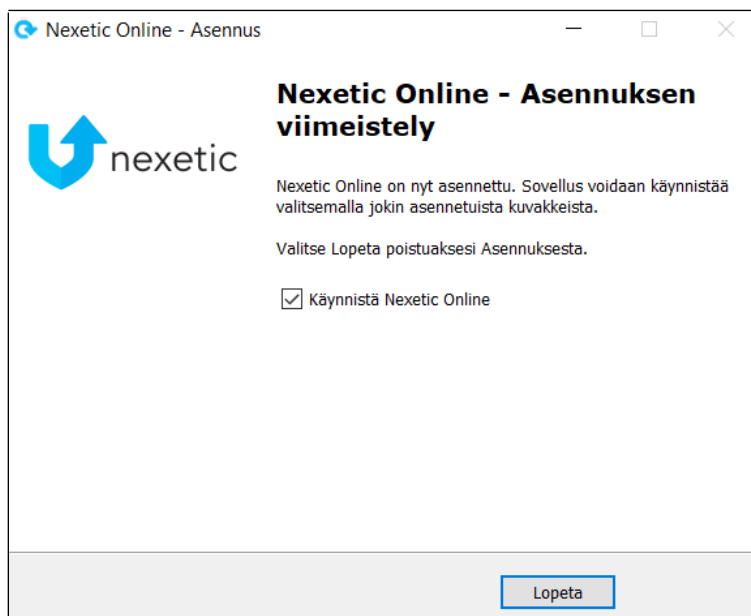 Nexetic Online - Asennus
nexetic
Nexetic Online - Asennuksen
viimeistely
Nexetic Online on nyt asennettu. Sovellus voidaan käynnistää
valitsemalla jokin asennetuista kuvakkeista.
Valitse Lopeta poistuaksesi Asennuksesta.
Käynnistä Nexetic Online
Lopeta